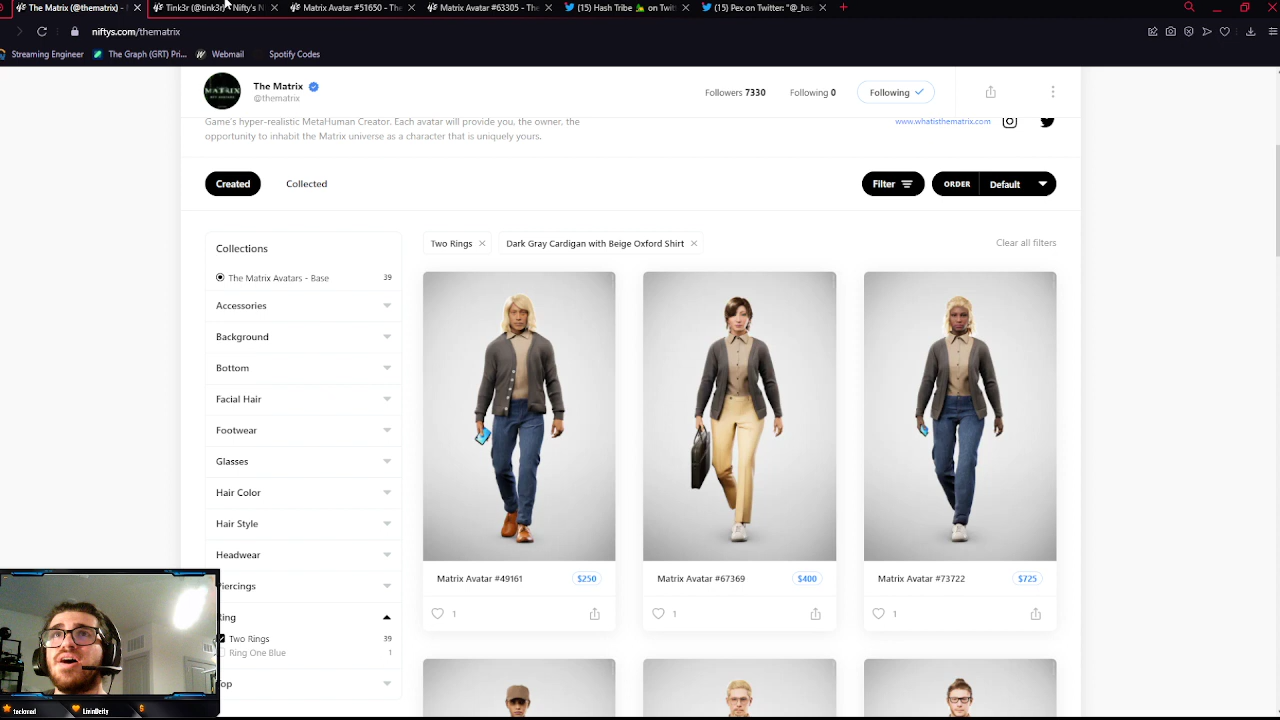 The Matrix (@thematrix) -
Tink3r (@tink3r) / Nifty's N
Matrix Avatar #51650 - The
Matrix Avatar #63305 - The
(15) Hash Tribe on Twit
(15) Pex on Twitter: "@_has
niftys.com/thematrix
Streaming Engineer
The Graph (GRT) Pri...
Webmail
Spotify Codes
The Matrix
@thematrix
Followers 7330
Following 0
Following
Game's hyper-realistic MetaHuman Creator. Each avatar will provide you, the owner, the
opportunity to inhabit the Matrix universe as a character that is uniquely yours.
www.whatisthematrix.com
Created
Collected
Filter
ORDER
Default
Collections
The Matrix Avatars - Base 39
Accessories
Background
Bottom
Facial Hair
Footwear
Glasses
Hair Color
Hair Style
Headwear
Piercings
Ring
Two Rings 39
Ring One Blue 1
Top
Two Rings
Dark Gray Cardigan with Beige Oxford Shirt
Clear all filters
Matrix Avatar #49161 $250
1
Matrix Avatar #67369 $400
1
Matrix Avatar #73722 $725
1